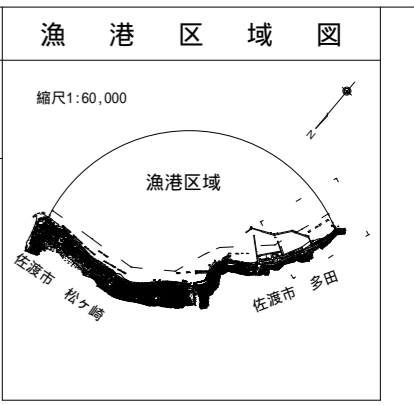 漁港区域図
縮尺1:60,000
N
漁港区域
佐渡市 松ヶ崎
佐渡市 多田